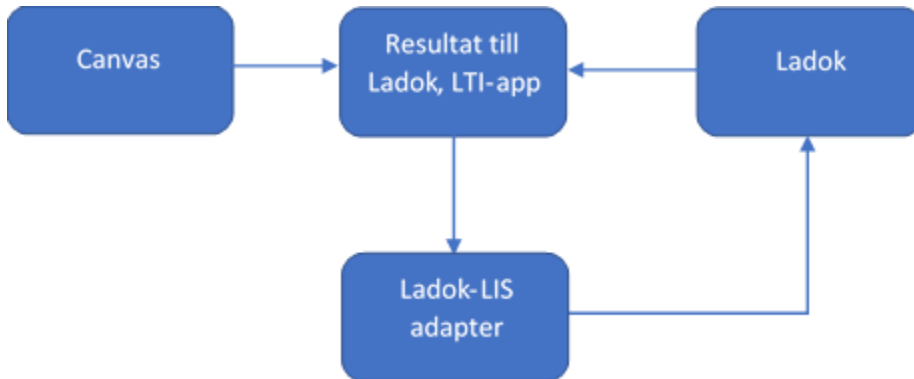 Canvas
Resultat till
Ladok, LTI-app
Ladok
Ladok-LIS
adapter